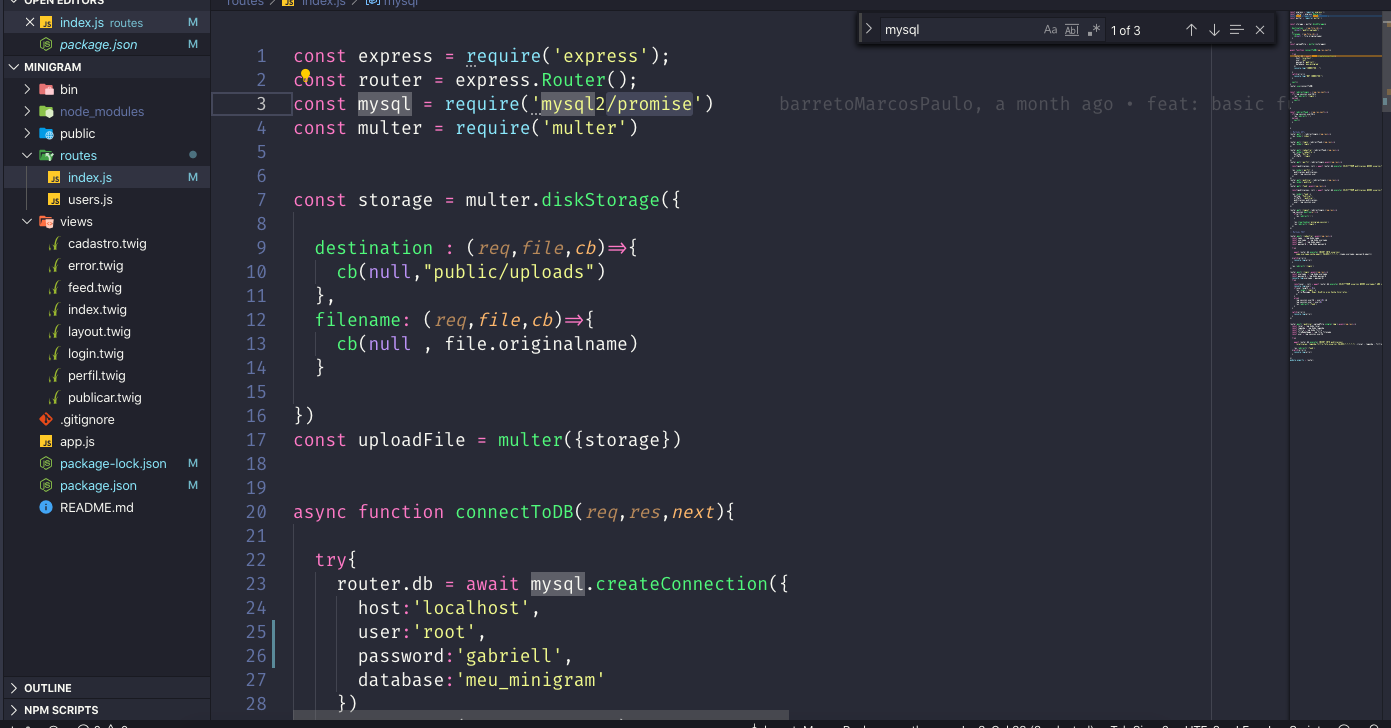 OPEN EDITORS
index.js routes M
package.json M
MINIGRAM
bin
node_modules
public
routes
index.js M
users.js
views
cadastro.twig
error.twig
feed.twig
index.twig
layout.twig
login.twig
perfil.twig
publicar.twig
.gitignore
app.js
package-lock.json M
package.json M
README.md
OUTLINE
NPM SCRIPTS
routes > index.js > mysql
mysql Aa Ab .* 1 of 3
1 const express = require('express');
2 const router = express.Router();
3 const mysql = require('mysql2/promise') barretoMarcosPaulo, a month ago • feat: basic f
4 const multer = require('multer')
5
6
7 const storage = multer.diskStorage({
8
9 destination : (req,file,cb)=>{
10 cb(null,"public/uploads")
11 },
12 filename: (req,file,cb)=>{
13 cb(null , file.originalname)
14 }
15
16 })
17 const uploadFile = multer({storage})
18
19
20 async function connectToDB(req,res,next){
21
22 try{
23 router.db = await mysql.createConnection({
24 host:'localhost',
25 user:'root',
26 password:'gabriell',
27 database:'meu_minigram'
28 })